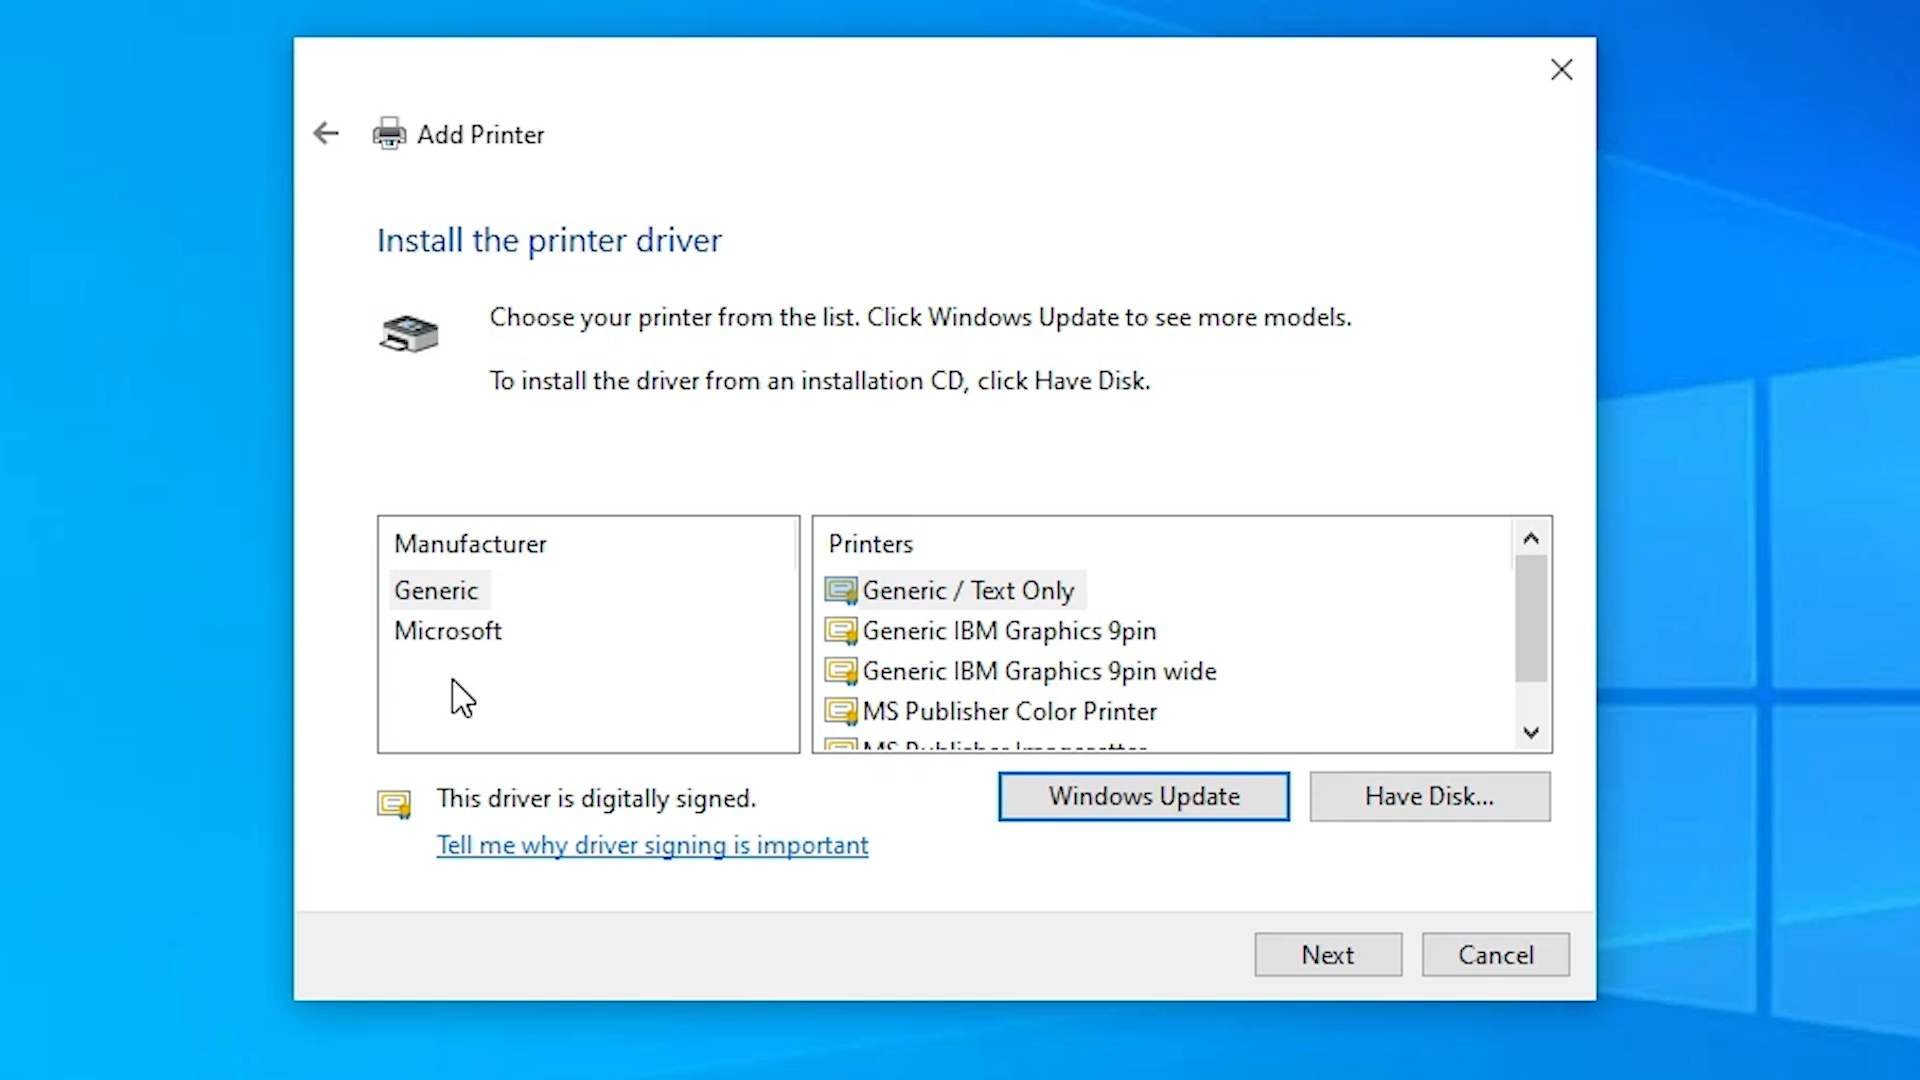 Add Printer
Install the printer driver
Choose your printer from the list. Click Windows Update to see more models.
To install the driver from an installation CD, click Have Disk.
Manufacturer
Generic
Microsoft
Printers
Generic / Text Only
Generic IBM Graphics 9pin
Generic IBM Graphics 9pin wide
MS Publisher Color Printer
MS Publisher Imagesetter
This driver is digitally signed.
Tell me why driver signing is important
Windows Update
Have Disk...
Next
Cancel